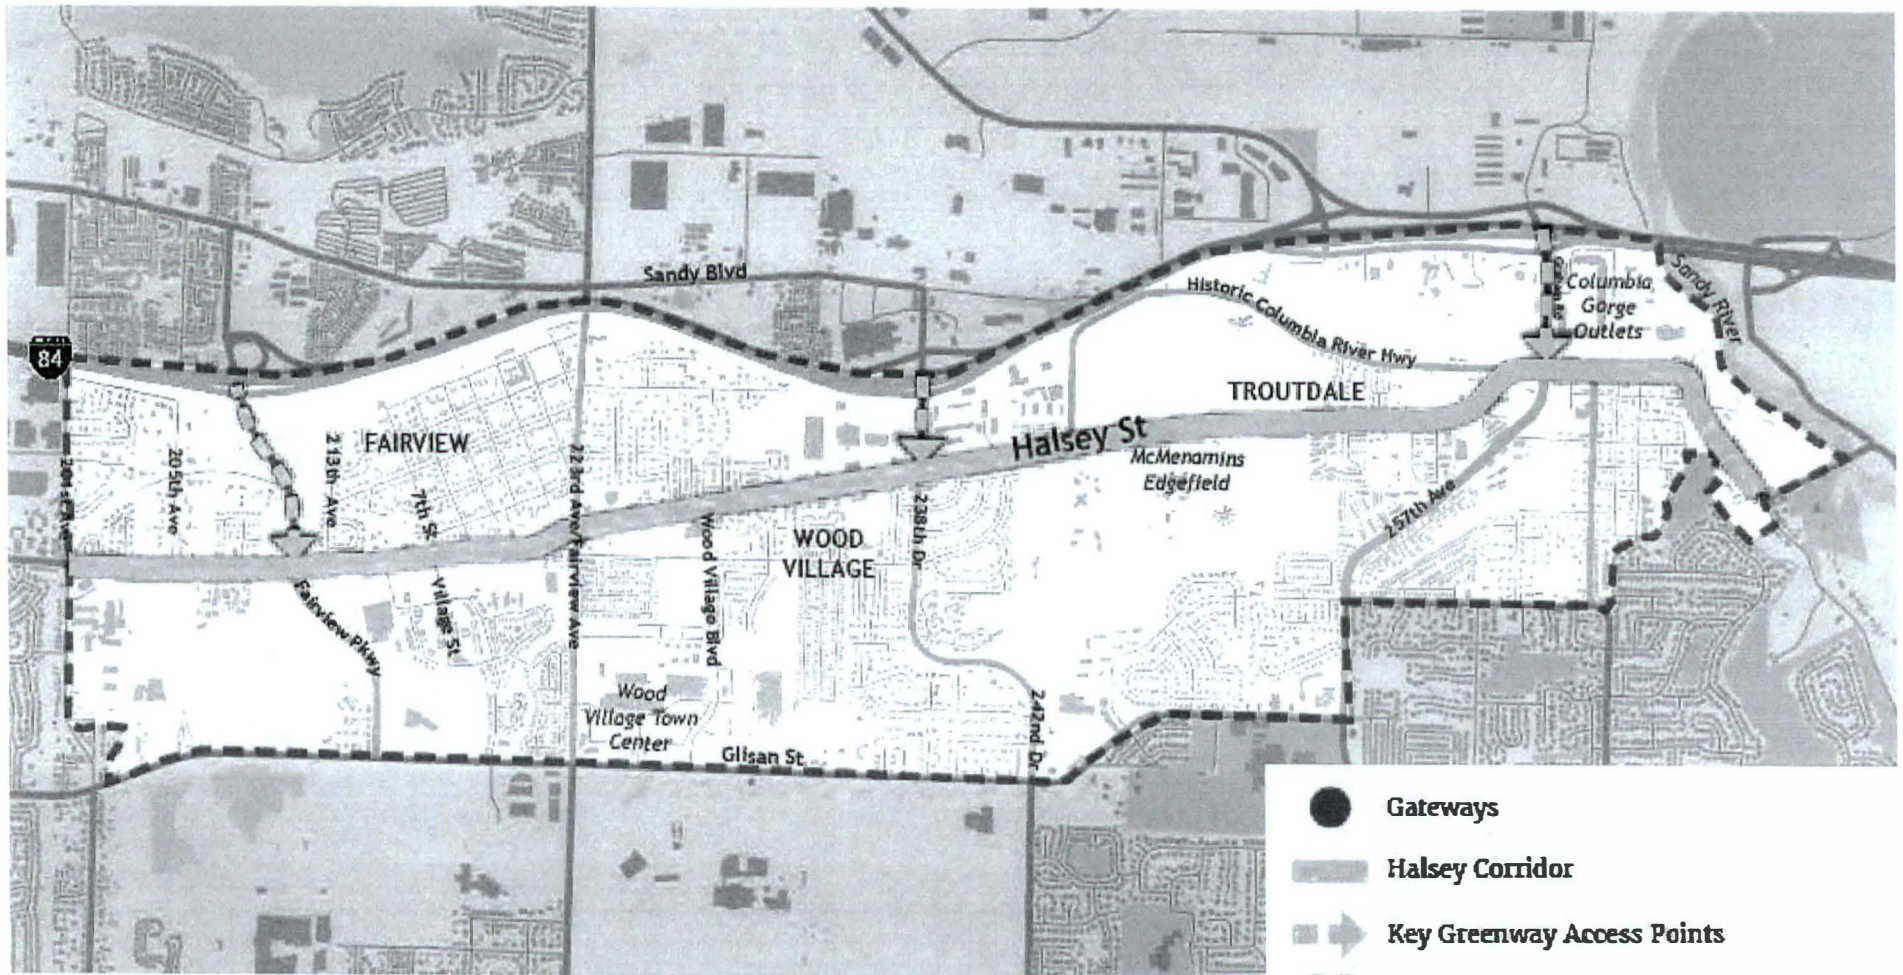 Sandy Blvd
Historic Columbia River Hwy
Columbia
Gorge
Outlets
Sandy River
84
TROUTDALE
FAIRVIEW
Halsey St
McMenamins
Edgefield
201st Ave
205th Ave
213th Ave
7th St
223rd Ave/Fairview Ave
Wood Village Blvd
WOOD
VILLAGE
238th Dr
257th Ave
Fairview Pkwy
Village St
Wood
Village Town
Center
242nd Dr
Glisan St
Gateways
Halsey Corridor
Key Greenway Access Points